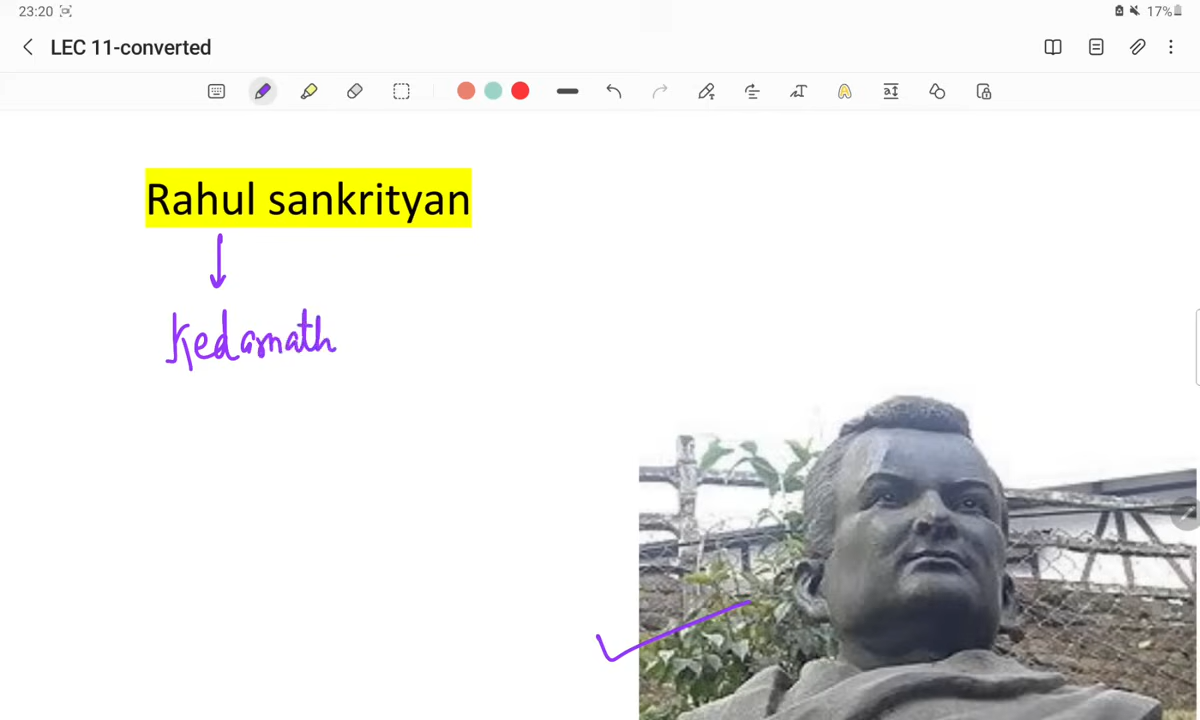 23:20
17%
LEC 11-converted
Rahul sankrityan
Kedarnath